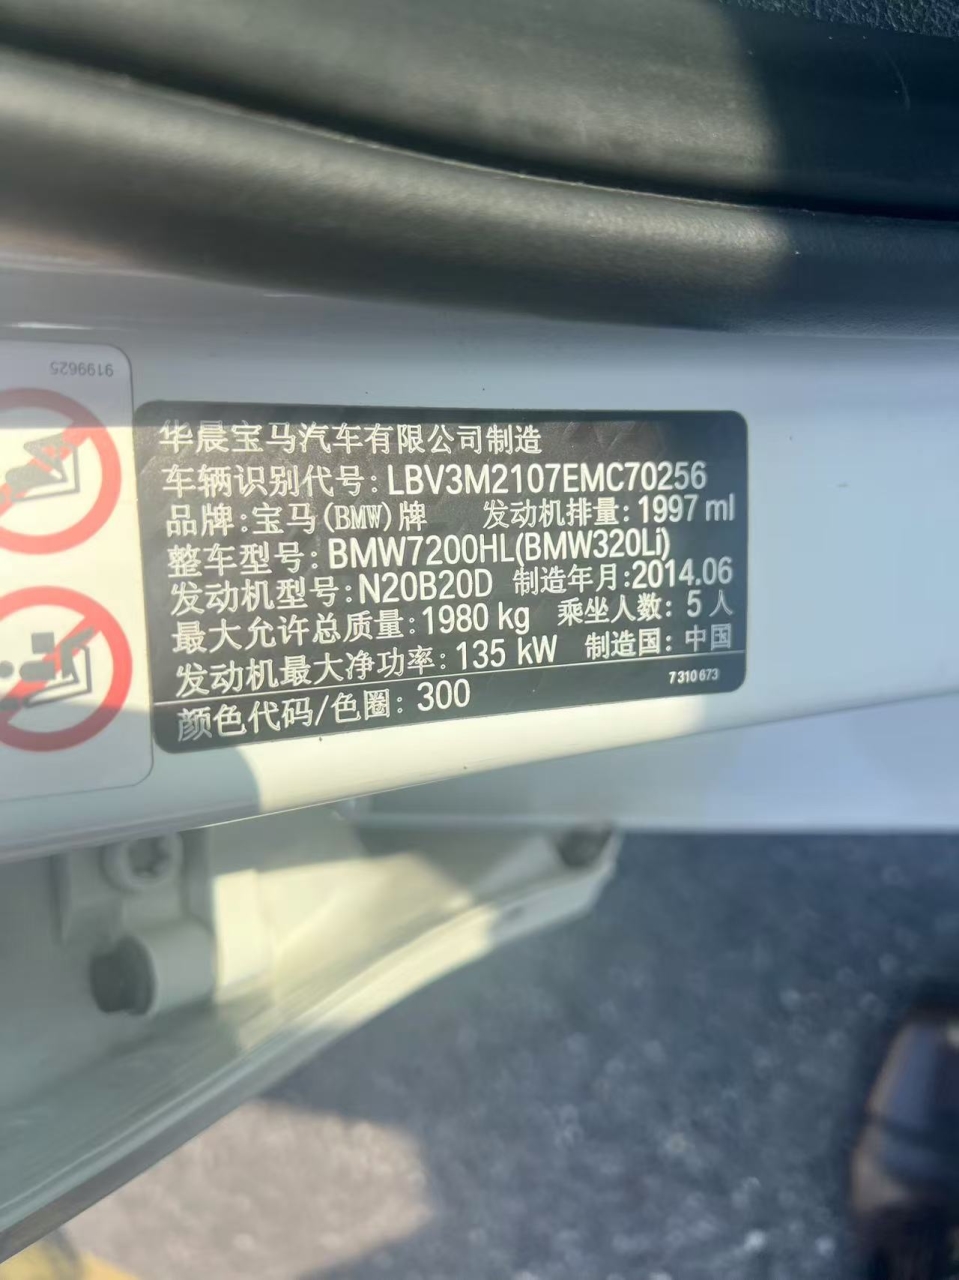 9199625
华晨宝马汽车有限公司制造
车辆识别代号:LBV3M2107EMC70256
品牌:宝马(BMW)牌 发动机排量:1997 ml
整车型号:BMW7200HL(BMW320Li)
发动机型号:N20B20D 制造年月:2014.06
最大允许总质量:1980 kg 乘坐人数:5人
发动机最大净功率:135 kW 制造国:中国
7310673
颜色代码/色圈:300